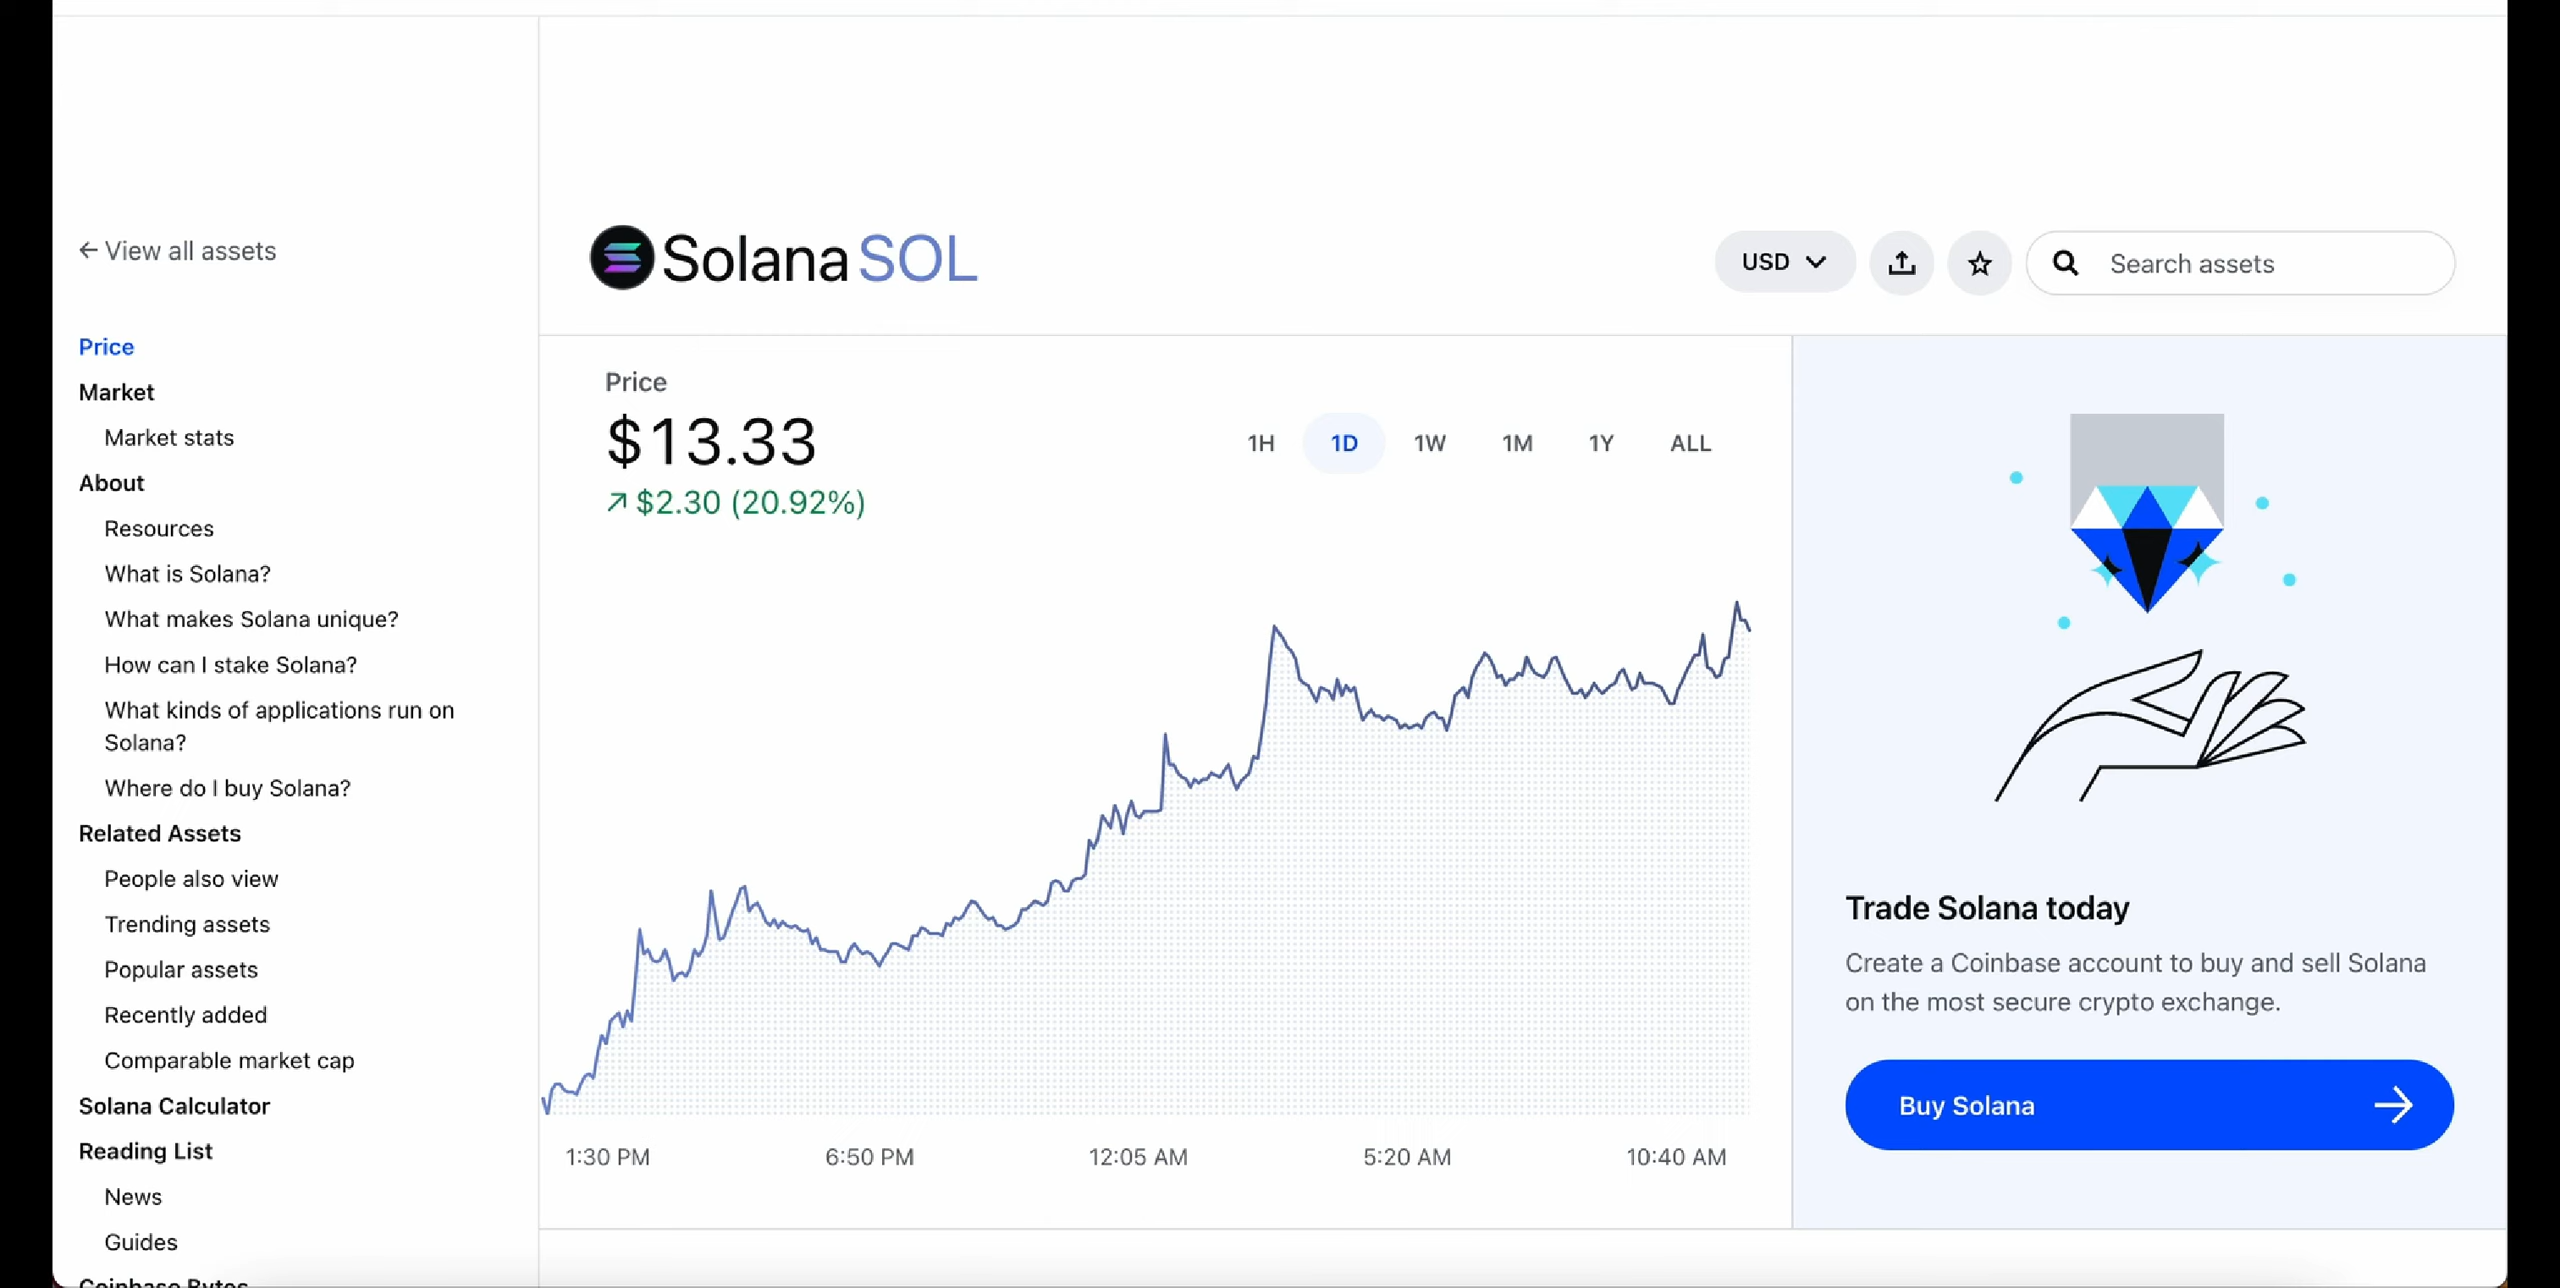 ← View all assets
Price
Market
Market stats
About
Resources
What is Solana?
What makes Solana unique?
How can I stake Solana?
What kinds of applications run on
Solana?
Where do I buy Solana?
Related Assets
People also view
Trending assets
Popular assets
Recently added
Comparable market cap
Solana Calculator
Reading List
News
Guides
Coinbase Bytes
Solana SOL
USD
Search assets
Price
$13.33
↗ $2.30 (20.92%)
1H 1D 1W 1M 1Y ALL
1:30 PM 6:50 PM 12:05 AM 5:20 AM 10:40 AM
Trade Solana today
Create a Coinbase account to buy and sell Solana
on the most secure crypto exchange.
Buy Solana →